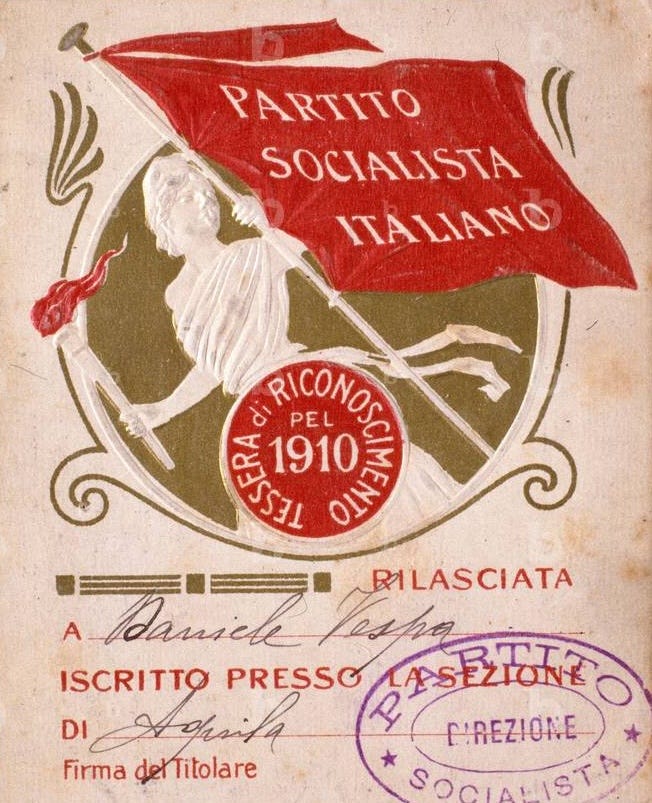 PARTITO
SOCIALISTA
ITALIANO
TESSERA di RICONOSCIMENTO
PEL
1910
RILASCIATA
A Daniele Vespa
ISCRITTO PRESSO LA SEZIONE
DI Aquila
Firma del Titolare
PARTITO
DIREZIONE
SOCIALISTA